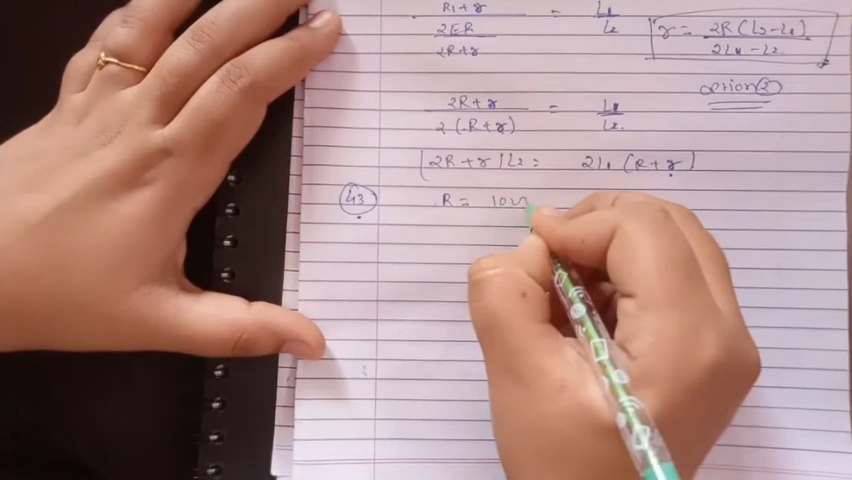 R1+r / 2ER / 2R+r = L1 / L2
r = 2R(L2-L1) / 2L1-L2
option 2
2R+r / 2(R+r) = L1 / L2.
[2R+r]L2 = 2L1 (R+r)
43 R = 10Ω